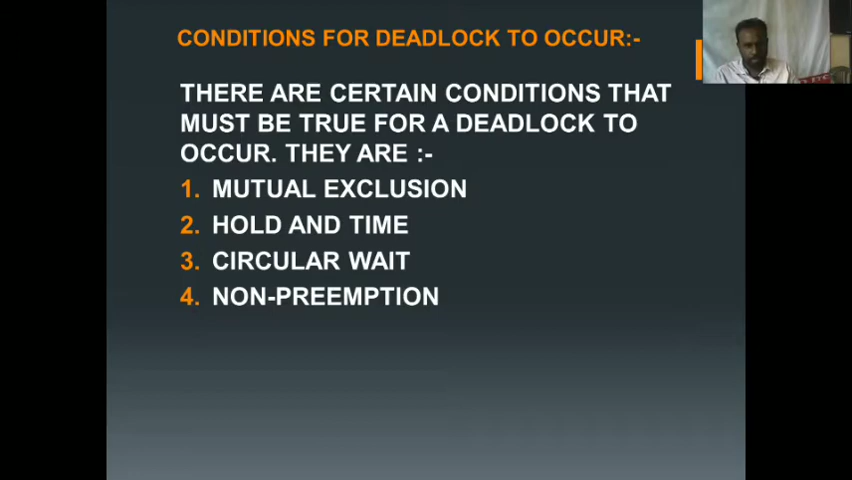 CONDITIONS FOR DEADLOCK TO OCCUR:-
THERE ARE CERTAIN CONDITIONS THAT
MUST BE TRUE FOR A DEADLOCK TO
OCCUR. THEY ARE :-
1. MUTUAL EXCLUSION
2. HOLD AND TIME
3. CIRCULAR WAIT
4. NON-PREEMPTION